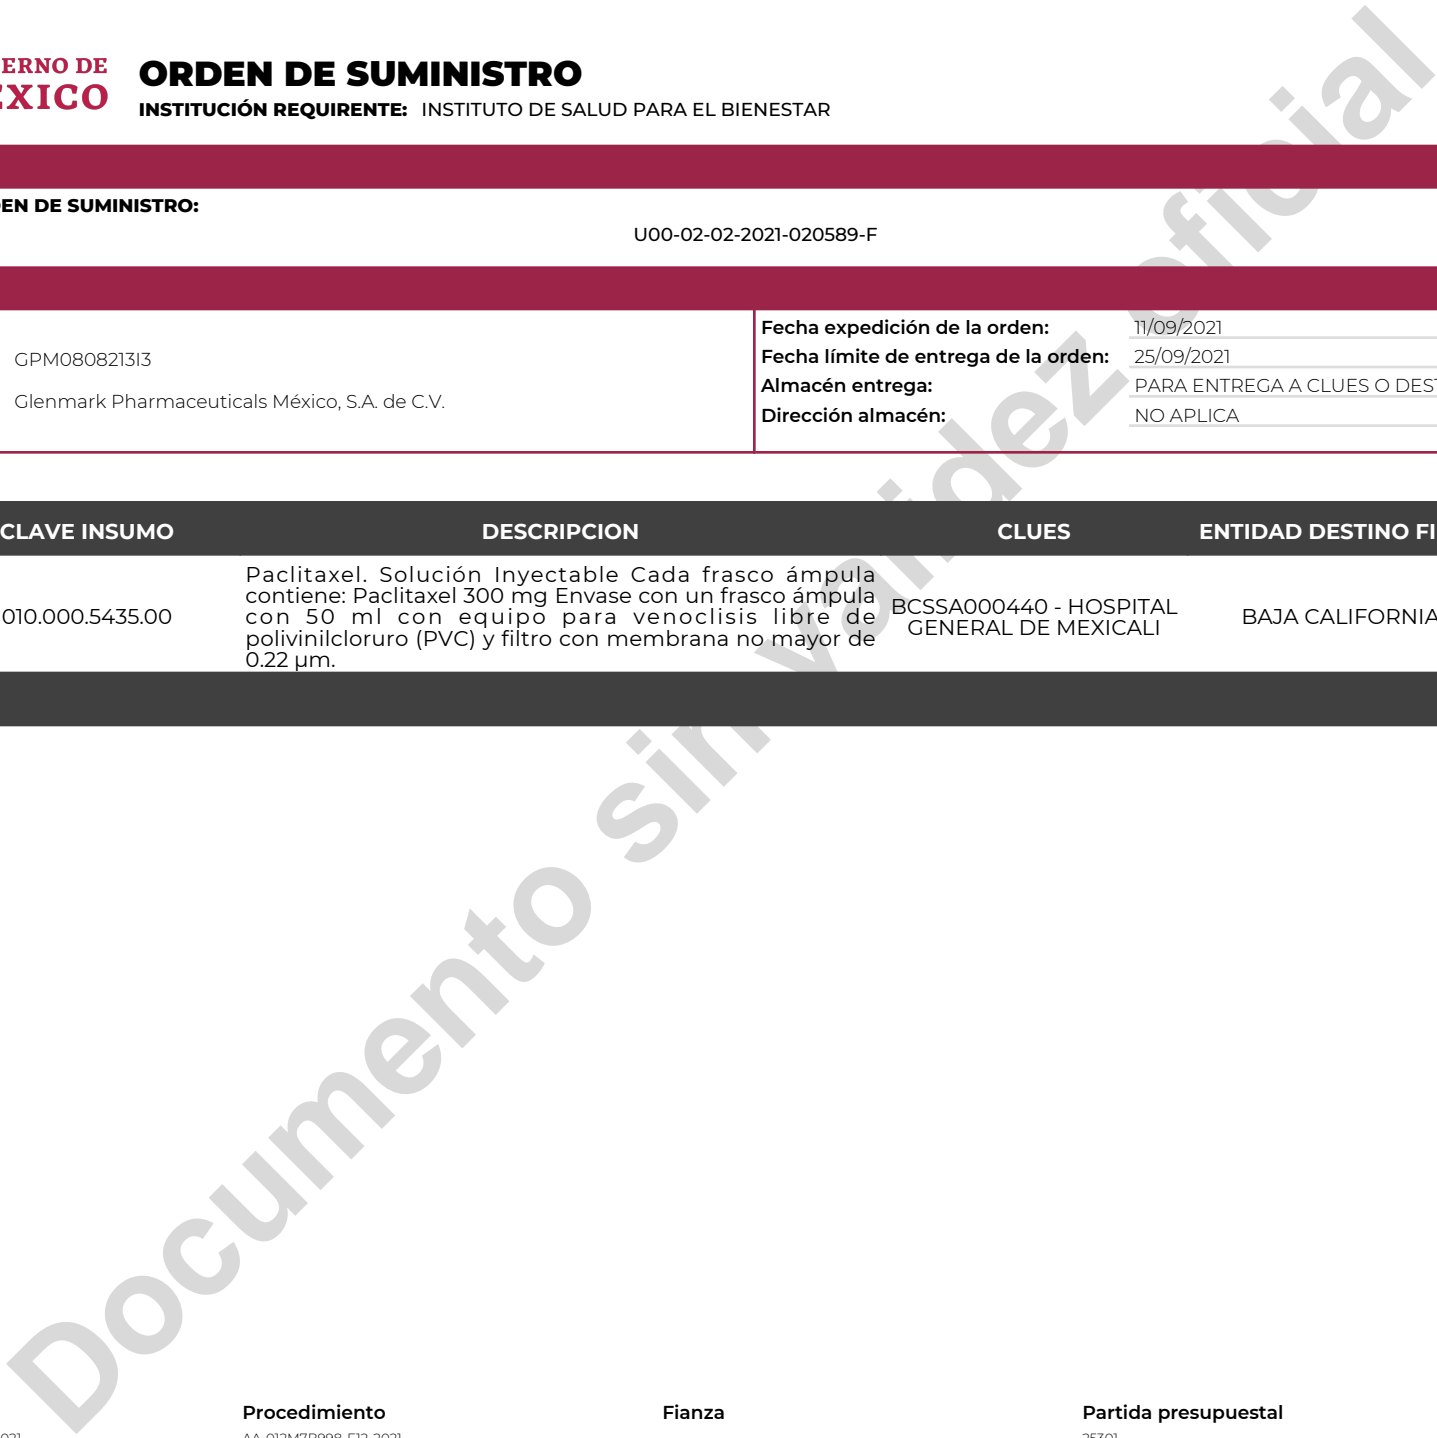 ERNO DE
ÉXICO
ORDEN DE SUMINISTRO
INSTITUCIÓN REQUIRENTE: INSTITUTO DE SALUD PARA EL BIENESTAR
EN DE SUMINISTRO:
U00-02-02-2021-020589-F
GPM0808213I3
Glenmark Pharmaceuticals México, S.A. de C.V.
Fecha expedición de la orden: 11/09/2021
Fecha límite de entrega de la orden: 25/09/2021
Almacén entrega: PARA ENTREGA A CLUES O DEST
Dirección almacén: NO APLICA
CLAVE INSUMO DESCRIPCION CLUES ENTIDAD DESTINO FI
010.000.5435.00
Paclitaxel. Solución Inyectable Cada frasco ámpula
contiene: Paclitaxel 300 mg Envase con un frasco ámpula
con 50 ml con equipo para venoclisis libre de
polivinilcloruro (PVC) y filtro con membrana no mayor de
0.22 µm.
BCSSA000440 - HOSPITAL
GENERAL DE MEXICALI
BAJA CALIFORNIA
Documento sin validez oficial
Procedimiento Fianza Partida presupuestal